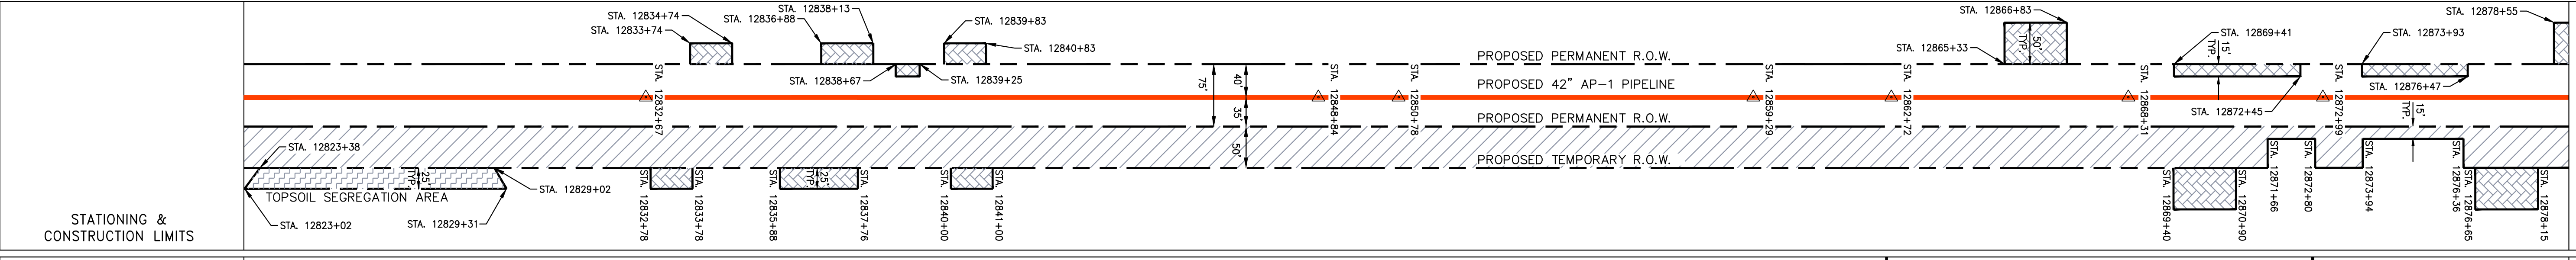 STATIONING &
CONSTRUCTION LIMITS
STA. 12833+74
STA. 12834+74
STA. 12836+88
STA. 12838+13
STA. 12839+83
STA. 12840+83
STA. 12838+67
STA. 12839+25
STA. 12866+83
STA. 12865+33
50'
TYP.
STA. 12869+41
15'
TYP.
STA. 12873+93
STA. 12878+55
STA. 12876+47
STA. 12872+45
STA. 12832+67
75'
40'
35'
50'
STA. 12848+84
STA. 12850+78
PROPOSED PERMANENT R.O.W.
PROPOSED 42" AP-1 PIPELINE
PROPOSED PERMANENT R.O.W.
PROPOSED TEMPORARY R.O.W.
STA. 12859+29
STA. 12862+72
STA. 12868+31
STA. 12872+99
15'
TYP.
STA. 12823+38
STA. 12829+02
25'
TYP.
TOPSOIL SEGREGATION AREA
STA. 12823+02
STA. 12829+31
STA. 12832+78
STA. 12833+78
STA. 12835+88
25'
TYP.
STA. 12837+76
STA. 12840+00
STA. 12841+00
STA. 12869+40
STA. 12870+90
STA. 12871+66
STA. 12872+80
STA. 12873+94
STA. 12876+36
STA. 12876+65
STA. 12878+15